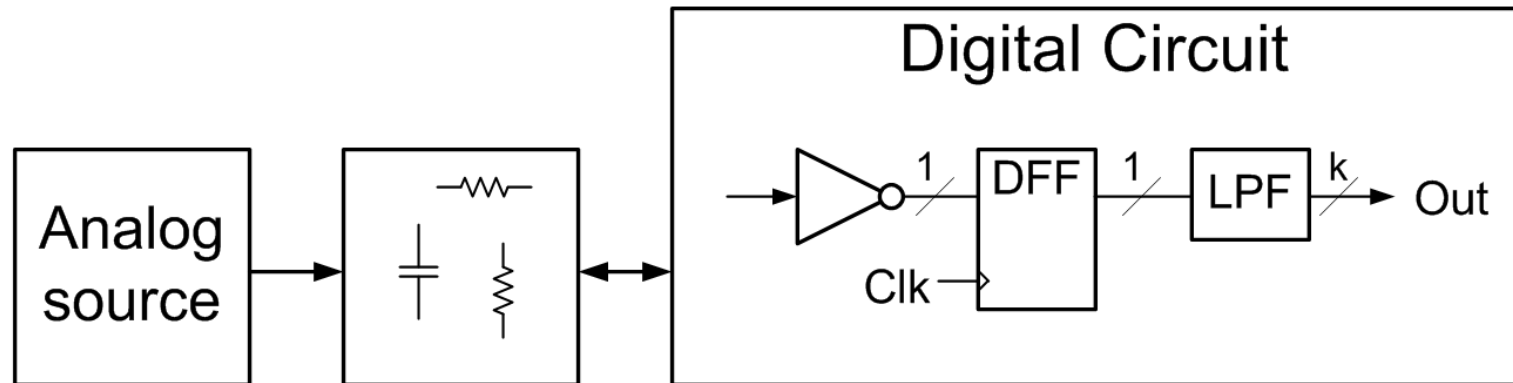 Digital Circuit
Analog
source
1
DFF
1
LPF
k
Out
Clk